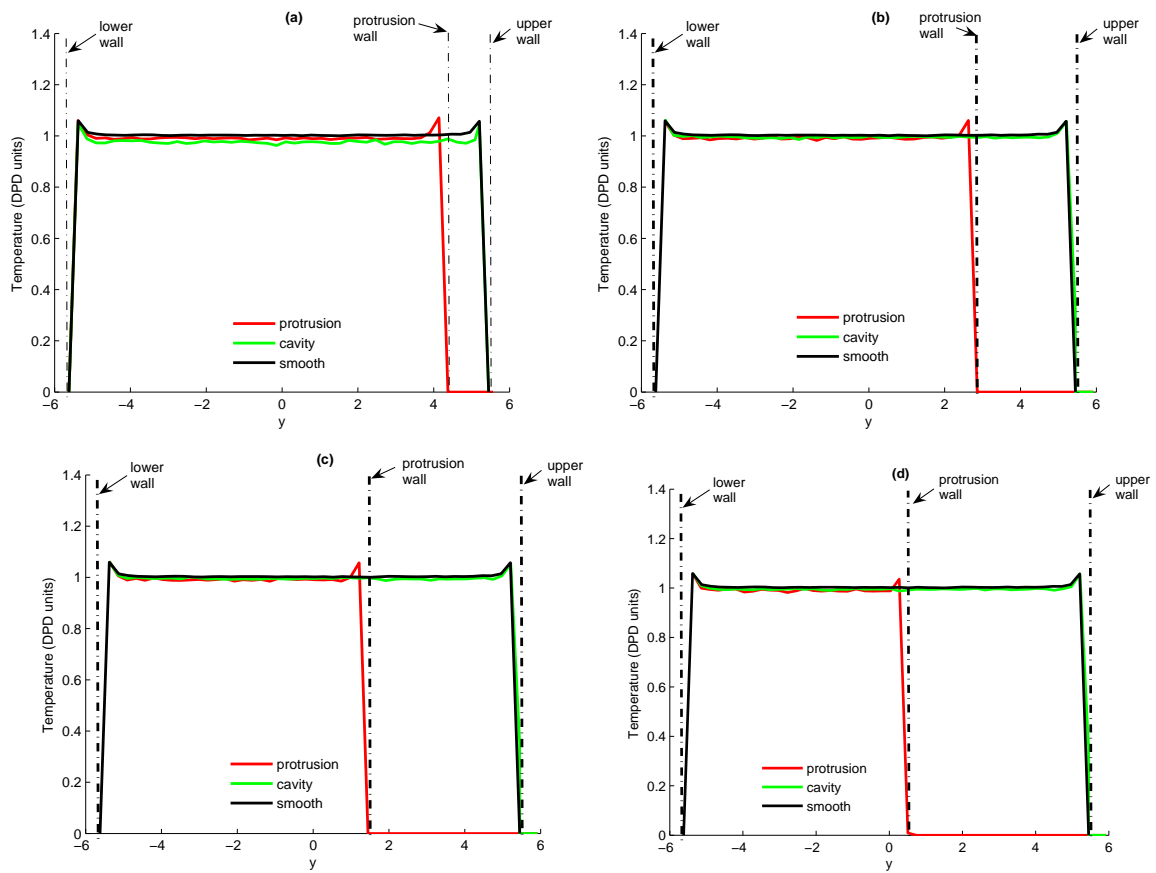 (a)
lower
wall
protrusion
wall
upper
wall
1.4
1.2
1
0.8
0.6
0.4
0.2
0
Temperature (DPD units)
protrusion
cavity
smooth
−6 −4 −2 0 2 4 6
y
(b)
lower
wall
protrusion
wall
upper
wall
1.4
1.2
1
0.8
0.6
0.4
0.2
0
Temperature (DPD units)
protrusion
cavity
smooth
−6 −4 −2 0 2 4 6
y
(c)
lower
wall
protrusion
wall
upper
wall
1.4
1.2
1
0.8
0.6
0.4
0.2
0
Temperature (DPD units)
protrusion
cavity
smooth
−6 −4 −2 0 2 4 6
y
(d)
lower
wall
protrusion
wall
upper
wall
1.4
1.2
1
0.8
0.6
0.4
0.2
0
Temperature (DPD units)
protrusion
cavity
smooth
−6 −4 −2 0 2 4 6
y